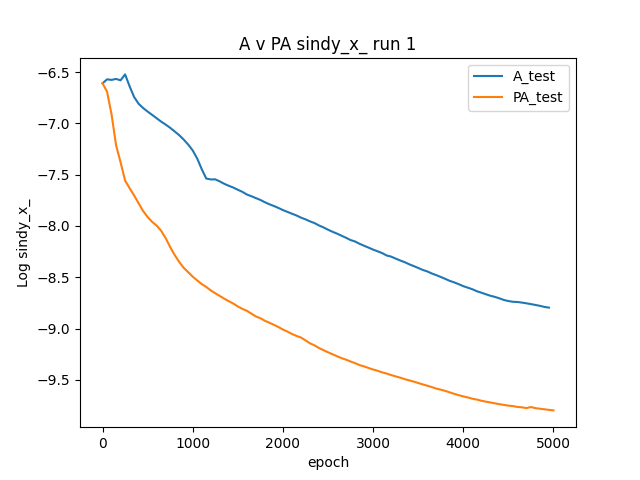 A v PA sindy_x_ run 1
A_test
PA_test
Log sindy_x_
−6.5
−7.0
−7.5
−8.0
−8.5
−9.0
−9.5
0 1000 2000 3000 4000 5000
epoch